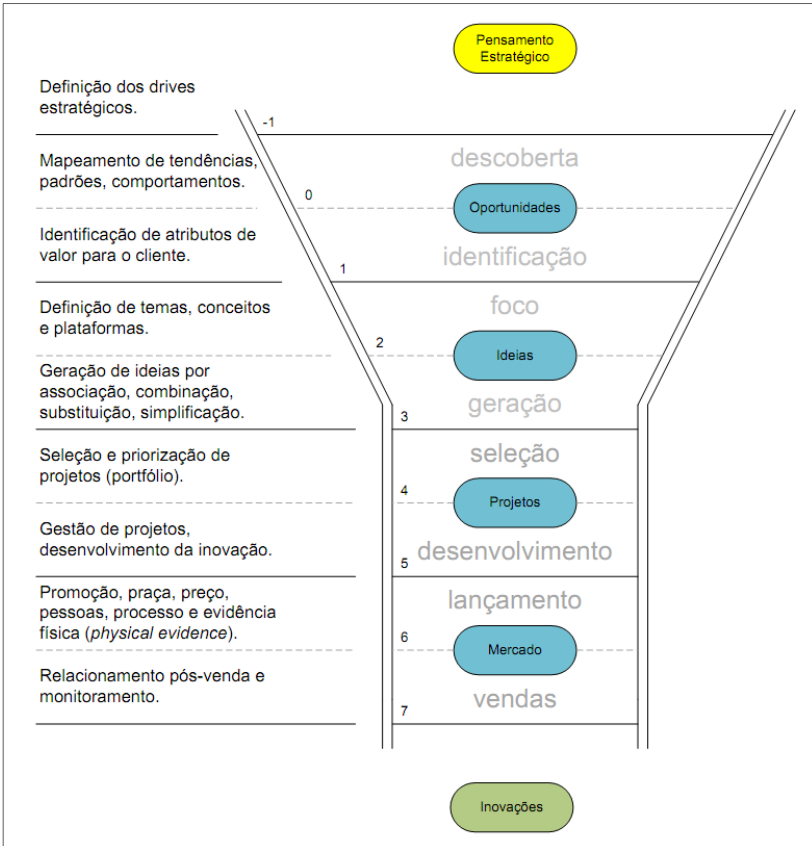 Pensamento
Estratégico
Definição dos drives
estratégicos.
-1
Mapeamento de tendências,
padrões, comportamentos.
descoberta
0
Oportunidades
Identificação de atributos de
valor para o cliente.
identificação
1
Definição de temas, conceitos
e plataformas.
foco
2
Ideias
Geração de ideias por
associação, combinação,
substituição, simplificação.
geração
3
Seleção e priorização de
projetos (portfólio).
seleção
4
Projetos
Gestão de projetos,
desenvolvimento da inovação.
desenvolvimento
5
Promoção, praça, preço,
pessoas, processo e evidência
física (physical evidence).
lançamento
6
Mercado
Relacionamento pós-venda e
monitoramento.
vendas
7
Inovações